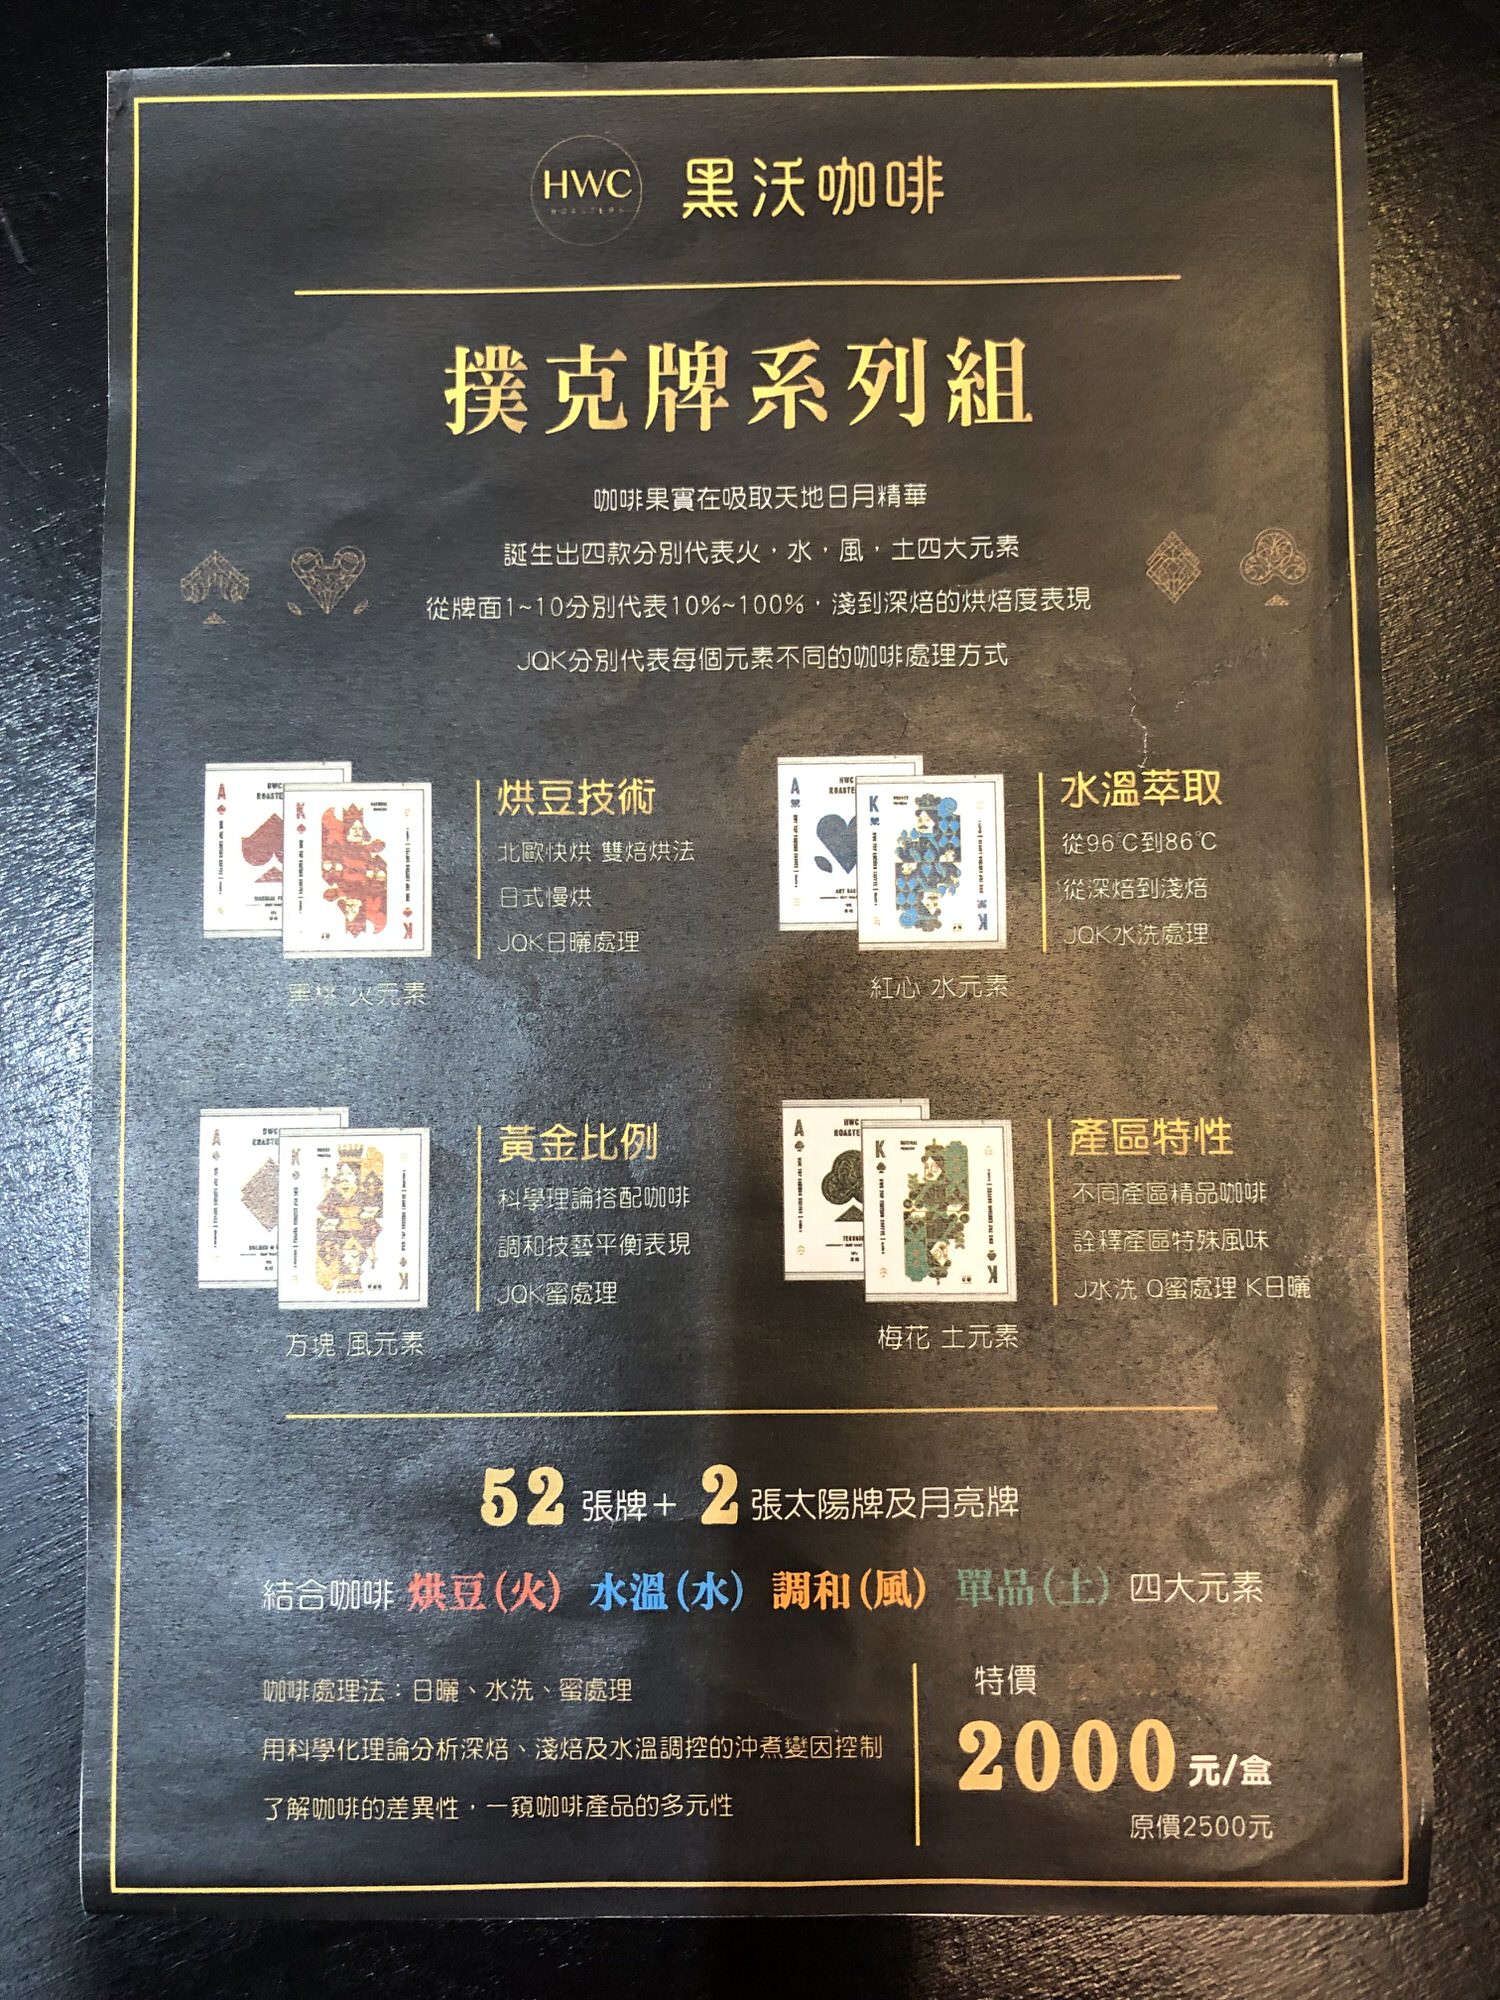 HWC 黑沃咖啡
ROASTERS
撲克牌系列組
咖啡果實在吸取天地日月精華
誕生出四款分別代表火，水，風，土四大元素
從牌面1~10分別代表10%~100%，淺到深焙的烘焙度表現
JQK分別代表每個元素不同的咖啡處理方式
烘豆技術
北歐快烘 雙焙烘法
日式慢烘
JQK日曬處理
黑桃 火元素
水溫萃取
從96℃到86℃
從深焙到淺焙
JQK水洗處理
紅心 水元素
黃金比例
科學理論搭配咖啡
調和技藝平衡表現
JQK蜜處理
方塊 風元素
產區特性
不同產區精品咖啡
詮釋產區特殊風味
J水洗 Q蜜處理 K日曬
梅花 土元素
52 張牌＋ 2 張太陽牌及月亮牌
結合咖啡 烘豆(火) 水溫(水) 調和(風) 單品(土) 四大元素
咖啡處理法：日曬、水洗、蜜處理
用科學化理論分析深焙、淺焙及水溫調控的沖煮變因控制
了解咖啡的差異性，一窺咖啡產品的多元性
特價
2000 元/盒
原價2500元